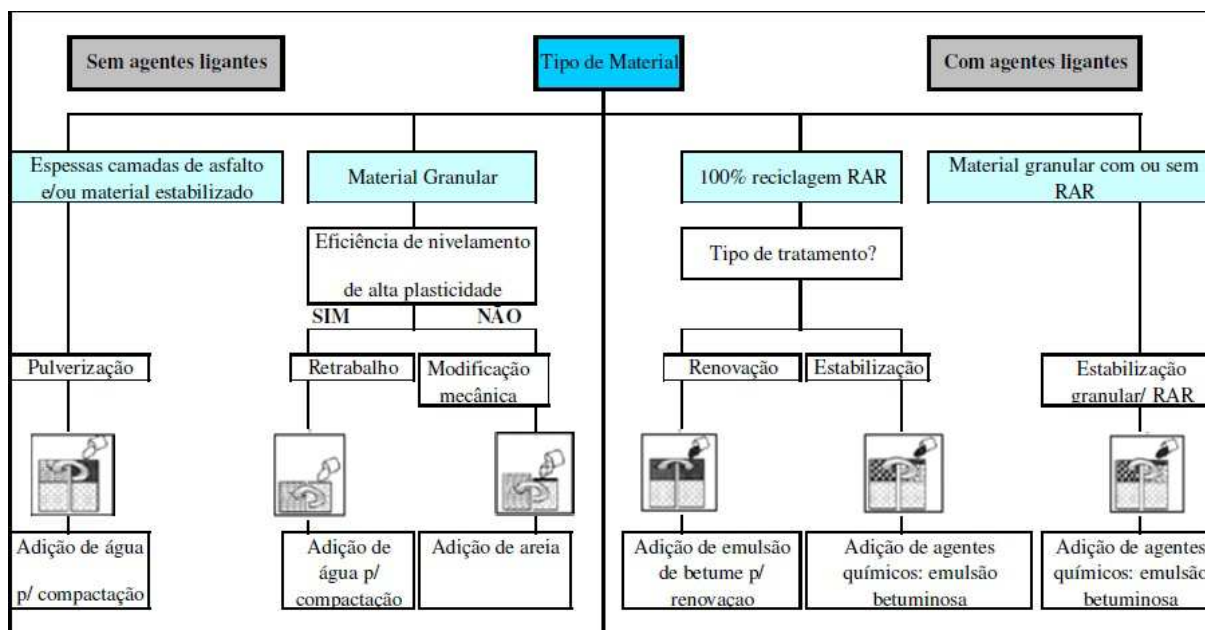 Sem agentes ligantes
Tipo de Material
Com agentes ligantes
Espessas camadas de asfalto
e/ou material estabilizado
Material Granular
100% reciclagem RAR
Material granular com ou sem
RAR
Eficiência de nivelamento
de alta plasticidade
Tipo de tratamento?
SIM
NÃO
Pulverização
Retrabalho
Modificação
mecânica
Renovação
Estabilização
Estabilização
granular/ RAR
Adição de água
p/ compactação
Adição de
água p/
compactação
Adição de areia
Adição de emulsão
de betume p/
renovaçao
Adição de agentes
químicos: emulsão
betuminosa
Adição de agentes
químicos: emulsão
betuminosa